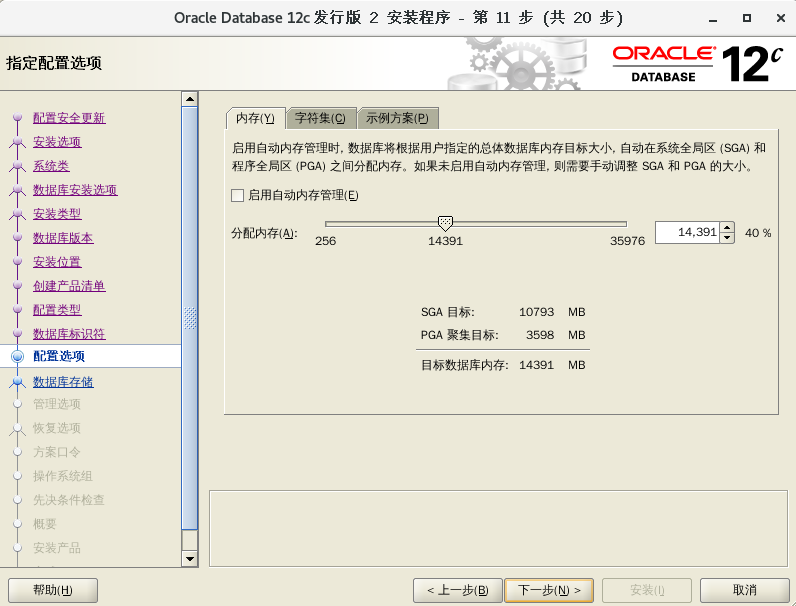 Oracle Database 12c 发行版 2 安装程序 - 第 11 步 (共 20 步)
指定配置选项
ORACLE
DATABASE
12c
配置安全更新
安装选项
系统类
数据库安装选项
安装类型
数据库版本
安装位置
创建产品清单
配置类型
数据库标识符
配置选项
数据库存储
管理选项
恢复选项
方案口令
操作系统组
先决条件检查
概要
安装产品
内存(Y) 字符集(C) 示例方案(P)
启用自动内存管理时, 数据库将根据用户指定的总体数据库内存目标大小, 自动在系统全局区 (SGA) 和
程序全局区 (PGA) 之间分配内存。如果未启用自动内存管理, 则需要手动调整 SGA 和 PGA 的大小。
启用自动内存管理(E)
分配内存(A): 14,391 40 %
256 14391 35976
SGA 目标: 10793 MB
PGA 聚集目标: 3598 MB
目标数据库内存: 14391 MB
帮助(H) < 上一步(B) 下一步(N) > 安装(I) 取消